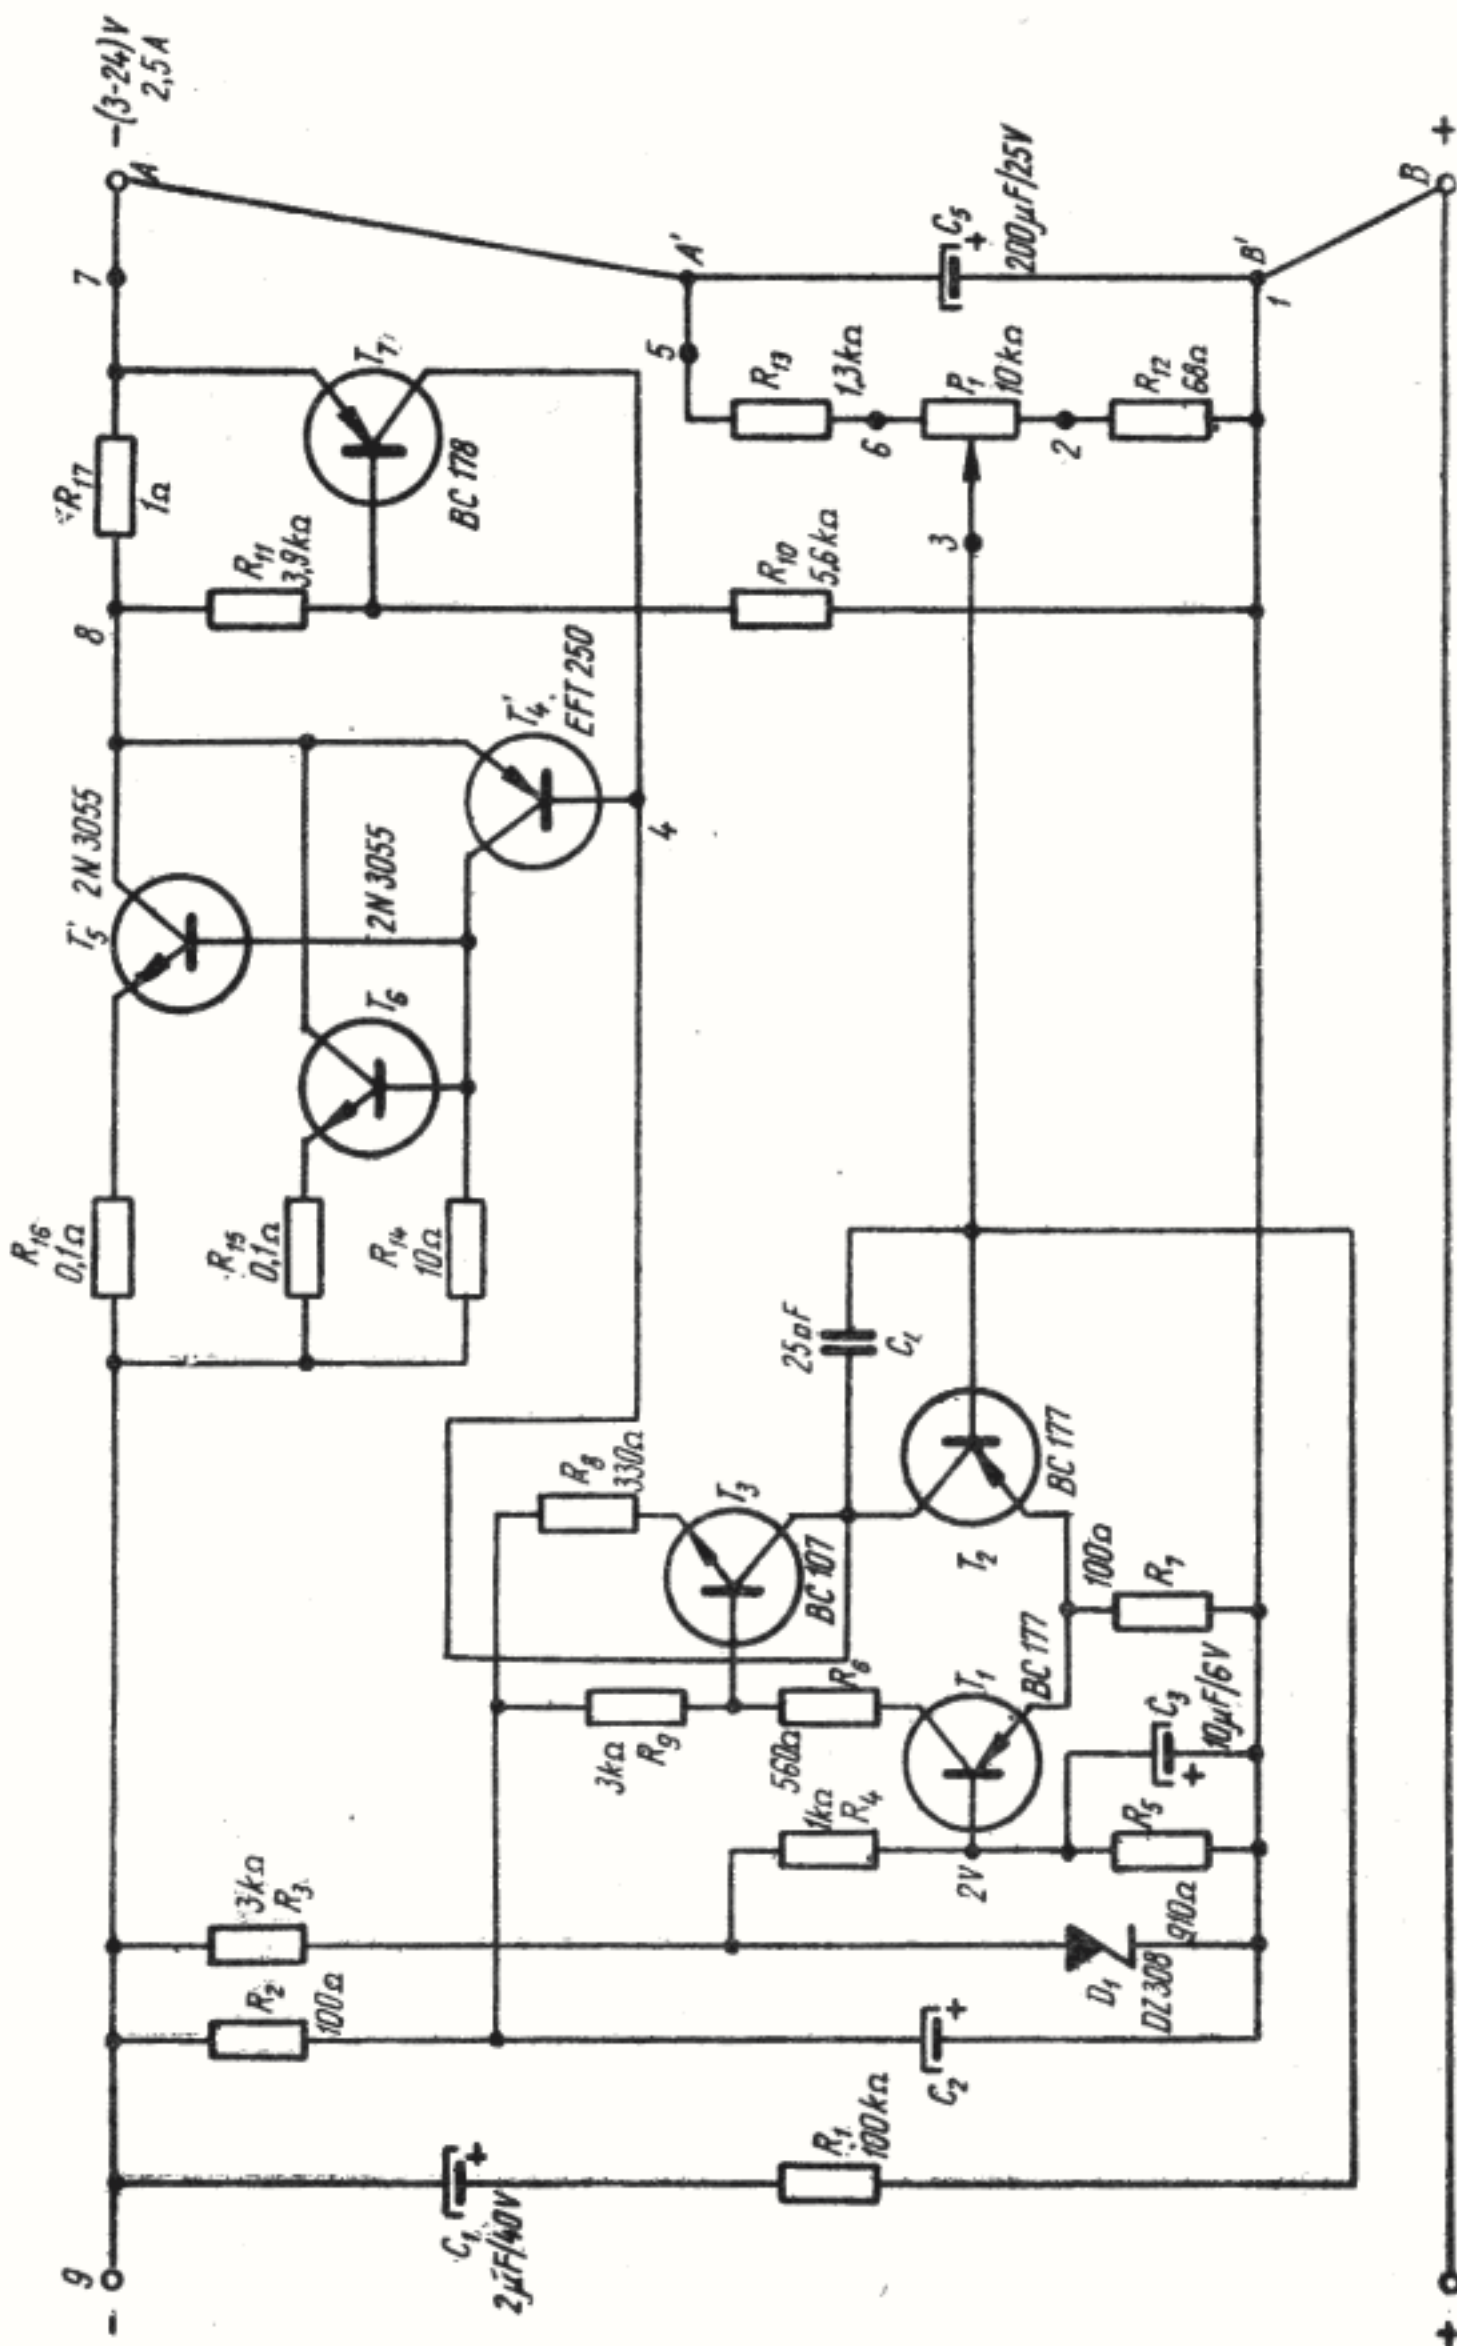 −
9
C₁
2μF/40V
R₁
100kΩ
R₂
100Ω
C₂
+
+
3kΩ
R₃
D₁
DZ308
1kΩ
R₄
2V
R₅
910Ω
C₃
10μF/6V
+
T₁
BC 177
R₆
560Ω
3kΩ
R₉
R₇
100Ω
T₃
BC 107
R₈
330Ω
T₂
BC 177
25pF
R₁₆
0,1Ω
R₁₅
0,1Ω
R₁₄
10Ω
T₆
2N 3055
T₅'
2N 3055
T₄'
EFT 250
4
8
R₁₁
3,9kΩ
R₁₀
5,6kΩ
3
R₁₇
1Ω
T₇
BC 178
7
5
R₁₃
1,3kΩ
6
P₁
10kΩ
2
R₁₂
68Ω
A'
C₅
+
200μF/25V
B'
1
A
−(3-24)V
2,5A
B
+
+